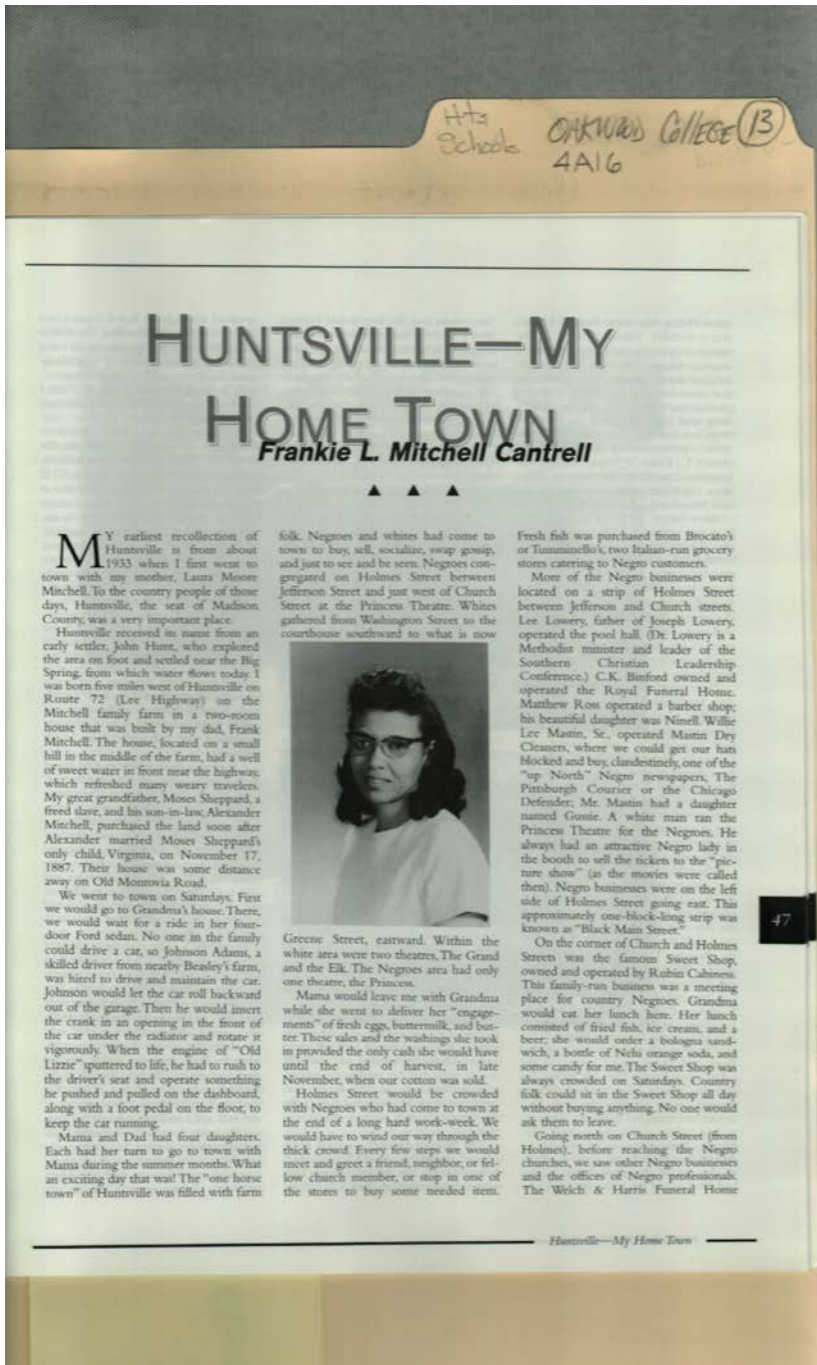 Hts
Schools
OAKWOOD COllEGE 13
4A16
HUNTSVILLE—MY
HOME TOWN
Frankie L. Mitchell Cantrell
MY earliest recollection of
Huntsville is from about
1933 when I first went to
town with my mother, Laura Moore
Mitchell. To the country people of those
days, Huntsville, the seat of Madison
County, was a very important place.
Huntsville received its name from an
early settler, John Hunt, who explored
the area on foot and settled near the Big
Spring, from which water flows today. I
was born five miles west of Huntsville on
Route 72 (Lee Highway) on the
Mitchell family farm in a two-room
house that was built by my dad, Frank
Mitchell. The house, located on a small
hill in the middle of the farm, had a well
of sweet water in front near the highway,
which refreshed many weary travelers.
My great grandfather, Moses Sheppard, a
freed slave, and his son-in-law, Alexander
Mitchell, purchased the land soon after
Alexander married Moses Sheppard's
only child, Virginia, on November 17,
1887. Their house was some distance
away on Old Monrovia Road.
We went to town on Saturdays. First
we would go to Grandma's house. There,
we would wait for a ride in her four-
door Ford sedan. No one in the family
could drive a car, so Johnson Adams, a
skilled driver from nearby Beasley's farm,
was hired to drive and maintain the car.
Johnson would let the car roll backward
out of the garage. Then he would insert
the crank in an opening in the front of
the car under the radiator and rotate it
vigorously. When the engine of "Old
Lizzie" sputtered to life, he had to rush to
the driver's seat and operate something
he pushed and pulled on the dashboard,
along with a foot pedal on the floor, to
keep the car running.
Mama and Dad had four daughters.
Each had her turn to go to town with
Mama during the summer months. What
an exciting day that was! The "one horse
town" of Huntsville was filled with farm
folk. Negroes and whites had come to
town to buy, sell, socialize, swap gossip,
and just to see and be seen. Negroes con-
gregated on Holmes Street between
Jefferson Street and just west of Church
Street at the Princess Theatre. Whites
gathered from Washington Street to the
courthouse southward to what is now
Greene Street, eastward. Within the
white area were two theatres, The Grand
and the Elk. The Negroes area had only
one theatre, the Princess.
Mama would leave me with Grandma
while she went to deliver her "engage-
ments" of fresh eggs, buttermilk, and but-
ter. These sales and the washings she took
in provided the only cash she would have
until the end of harvest, in late
November, when our cotton was sold.
Holmes Street would be crowded
with Negroes who had come to town at
the end of a long hard work-week. We
would have to wind our way through the
thick crowd. Every few steps we would
meet and greet a friend, neighbor, or fel-
low church member, or stop in one of
the stores to buy some needed item.
Fresh fish was purchased from Brocato's
or Tumminello's, two Italian-run grocery
stores catering to Negro customers.
More of the Negro businesses were
located on a strip of Holmes Street
between Jefferson and Church streets.
Lee Lowery, father of Joseph Lowery,
operated the pool hall. (Dr. Lowery is a
Methodist minister and leader of the
Southern Christian Leadership
Conference.) C.K. Binford owned and
operated the Royal Funeral Home.
Matthew Ross operated a barber shop;
his beautiful daughter was Ninell. Willie
Lee Mastin, Sr., operated Mastin Dry
Cleaners, where we could get our hats
blocked and buy, clandestinely, one of the
"up North" Negro newspapers, The
Pittsburgh Courier or the Chicago
Defender; Mr. Mastin had a daughter
named Gussie. A white man ran the
Princess Theatre for the Negroes. He
always had an attractive Negro lady in
the booth to sell the tickets to the "pic-
ture show" (as the movies were called
then). Negro businesses were on the left
side of Holmes Street going east. This
approximately one-block-long strip was
known as "Black Main Street."
On the corner of Church and Holmes
Streets was the famous Sweet Shop,
owned and operated by Rubin Cabiness.
This family-run business was a meeting
place for country Negroes. Grandma
would eat her lunch here. Her lunch
consisted of fried fish, ice cream, and a
beer; she would order a bologna sand-
wich, a bottle of Nehi orange soda, and
some candy for me. The Sweet Shop was
always crowded on Saturdays. Country
folk could sit in the Sweet Shop all day
without buying anything. No one would
ask them to leave.
Going north on Church Street (from
Holmes), before reaching the Negro
churches, we saw other Negro businesses
and the offices of Negro professionals.
The Welch & Harris Funeral Home
47
Huntsville—My Home Town